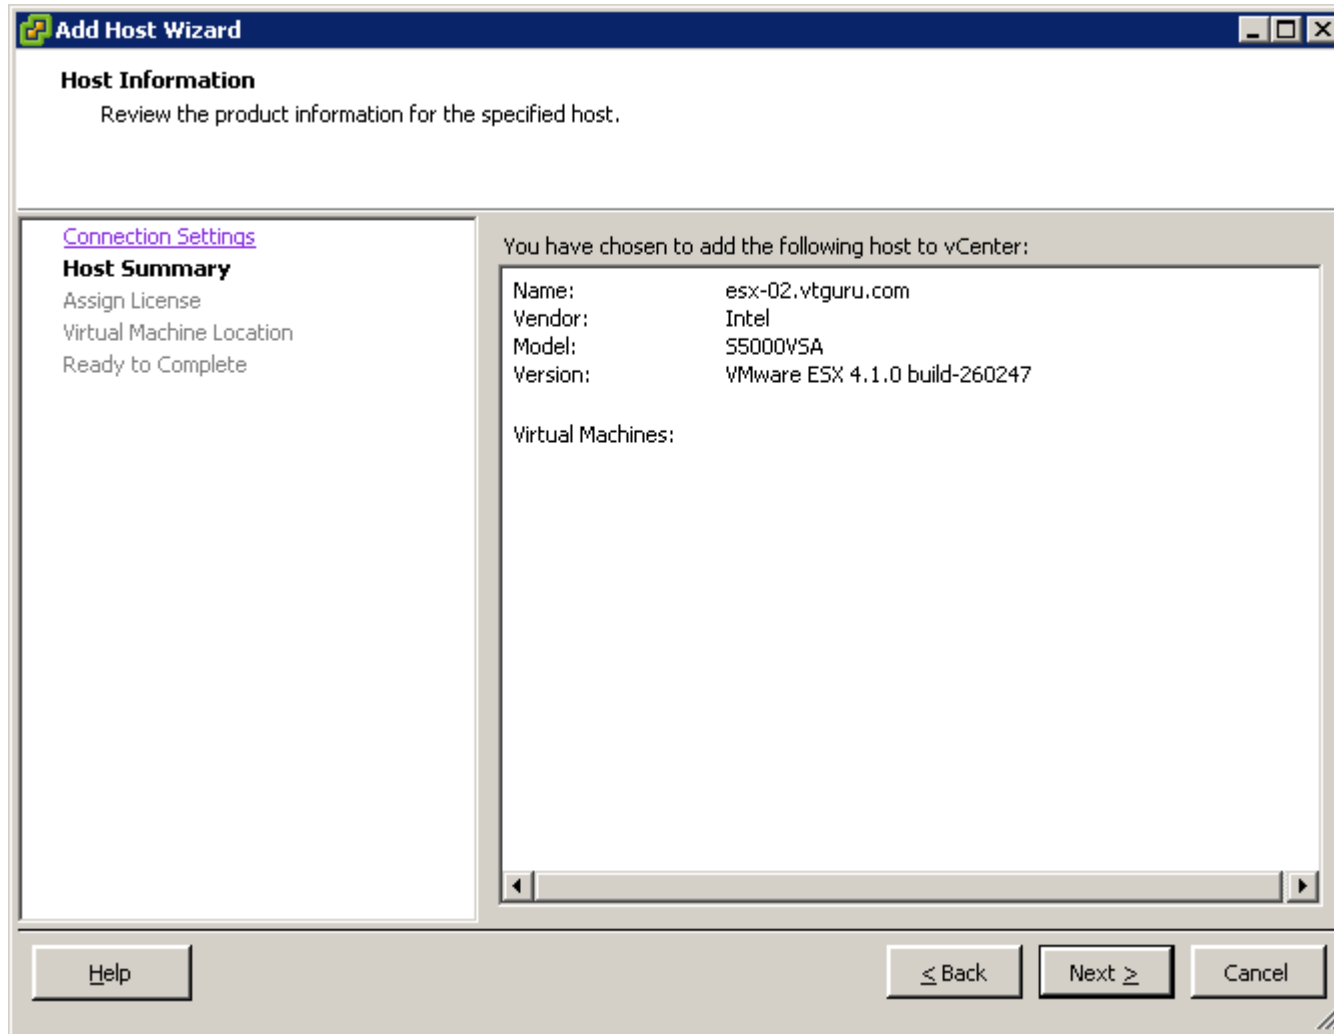 Add Host Wizard
Host Information
Review the product information for the specified host.
Connection Settings
Host Summary
Assign License
Virtual Machine Location
Ready to Complete
You have chosen to add the following host to vCenter:
Name: esx-02.vtguru.com
Vendor: Intel
Model: S5000VSA
Version: VMware ESX 4.1.0 build-260247
Virtual Machines:
Help
< Back
Next >
Cancel